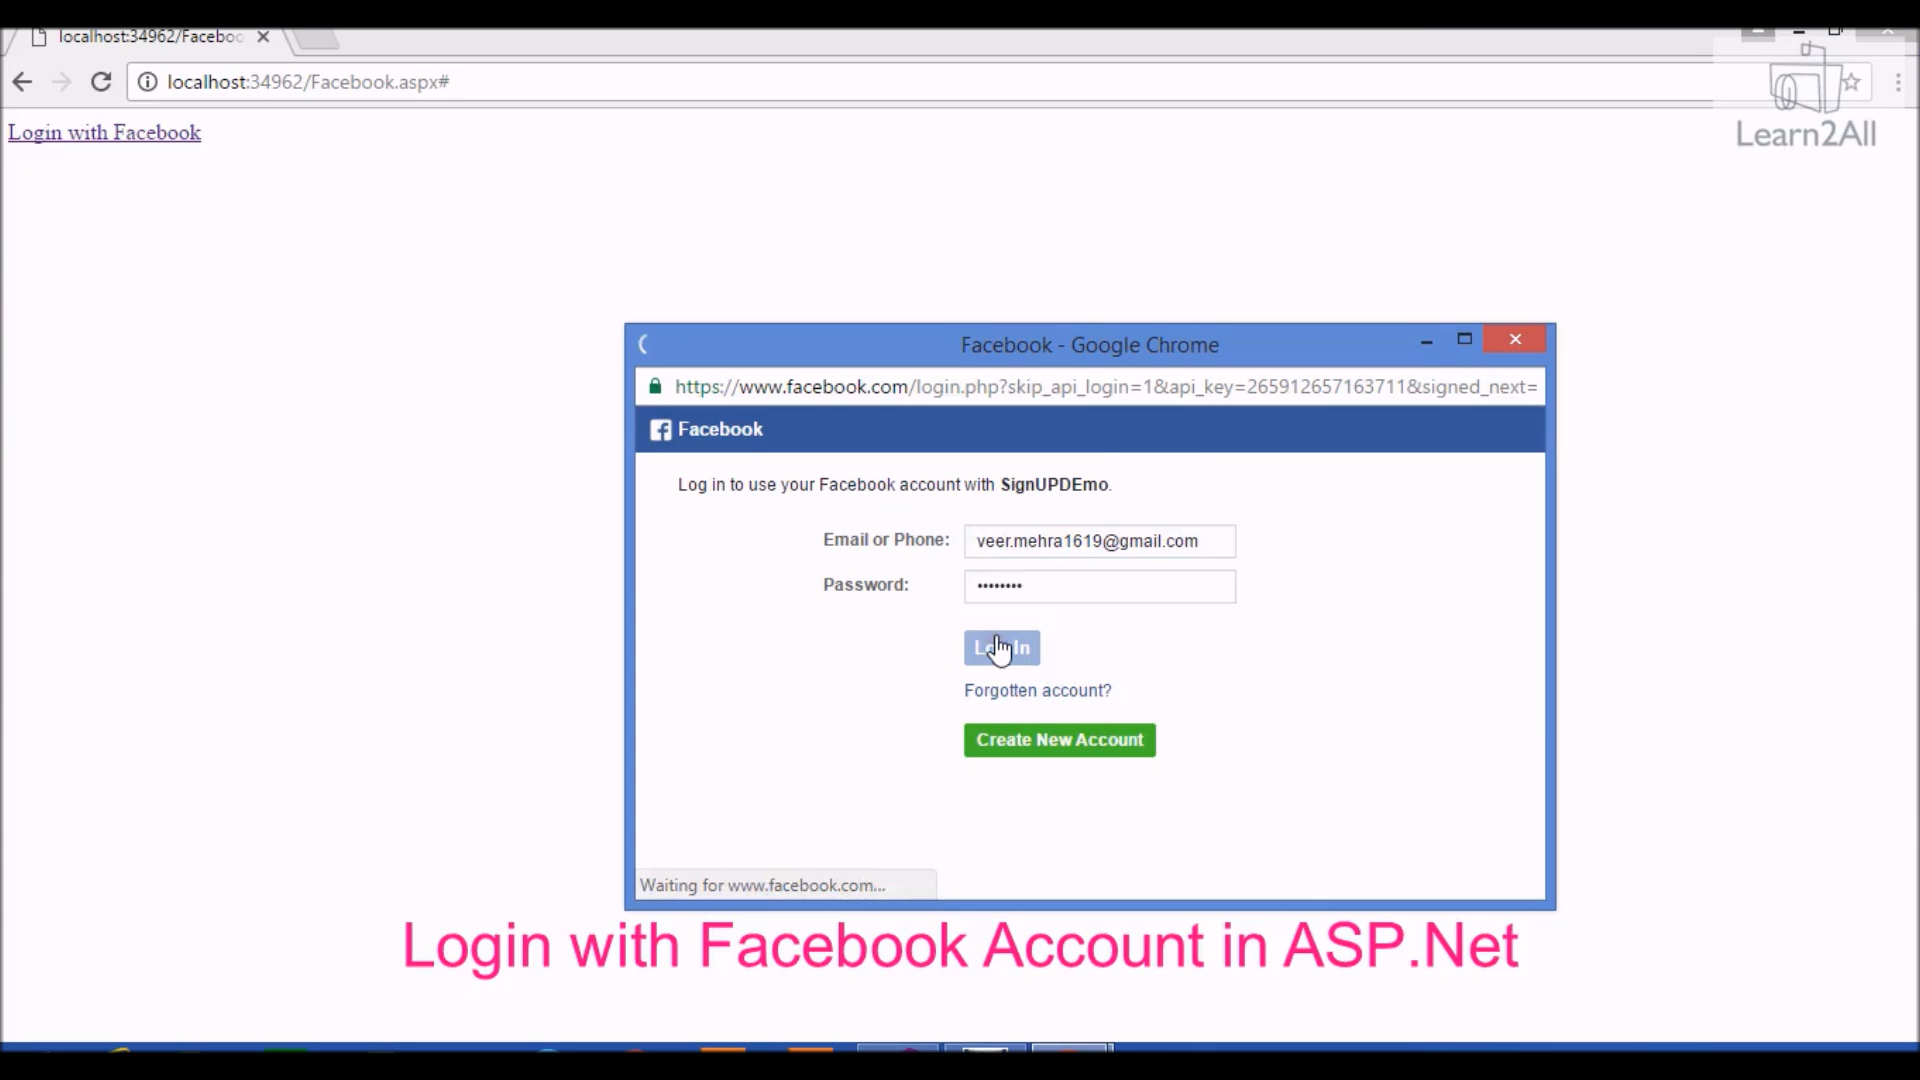 localhost:34962/Faceboo
localhost:34962/Facebook.aspx#
Login with Facebook
Learn2All
Facebook - Google Chrome
https://www.facebook.com/login.php?skip_api_login=1&api_key=265912657163711&signed_next=
Facebook
Log in to use your Facebook account with SignUPDEmo.
Email or Phone: veer.mehra1619@gmail.com
Password: ••••••••
Log In
Forgotten account?
Create New Account
Waiting for www.facebook.com...
Login with Facebook Account in ASP.Net